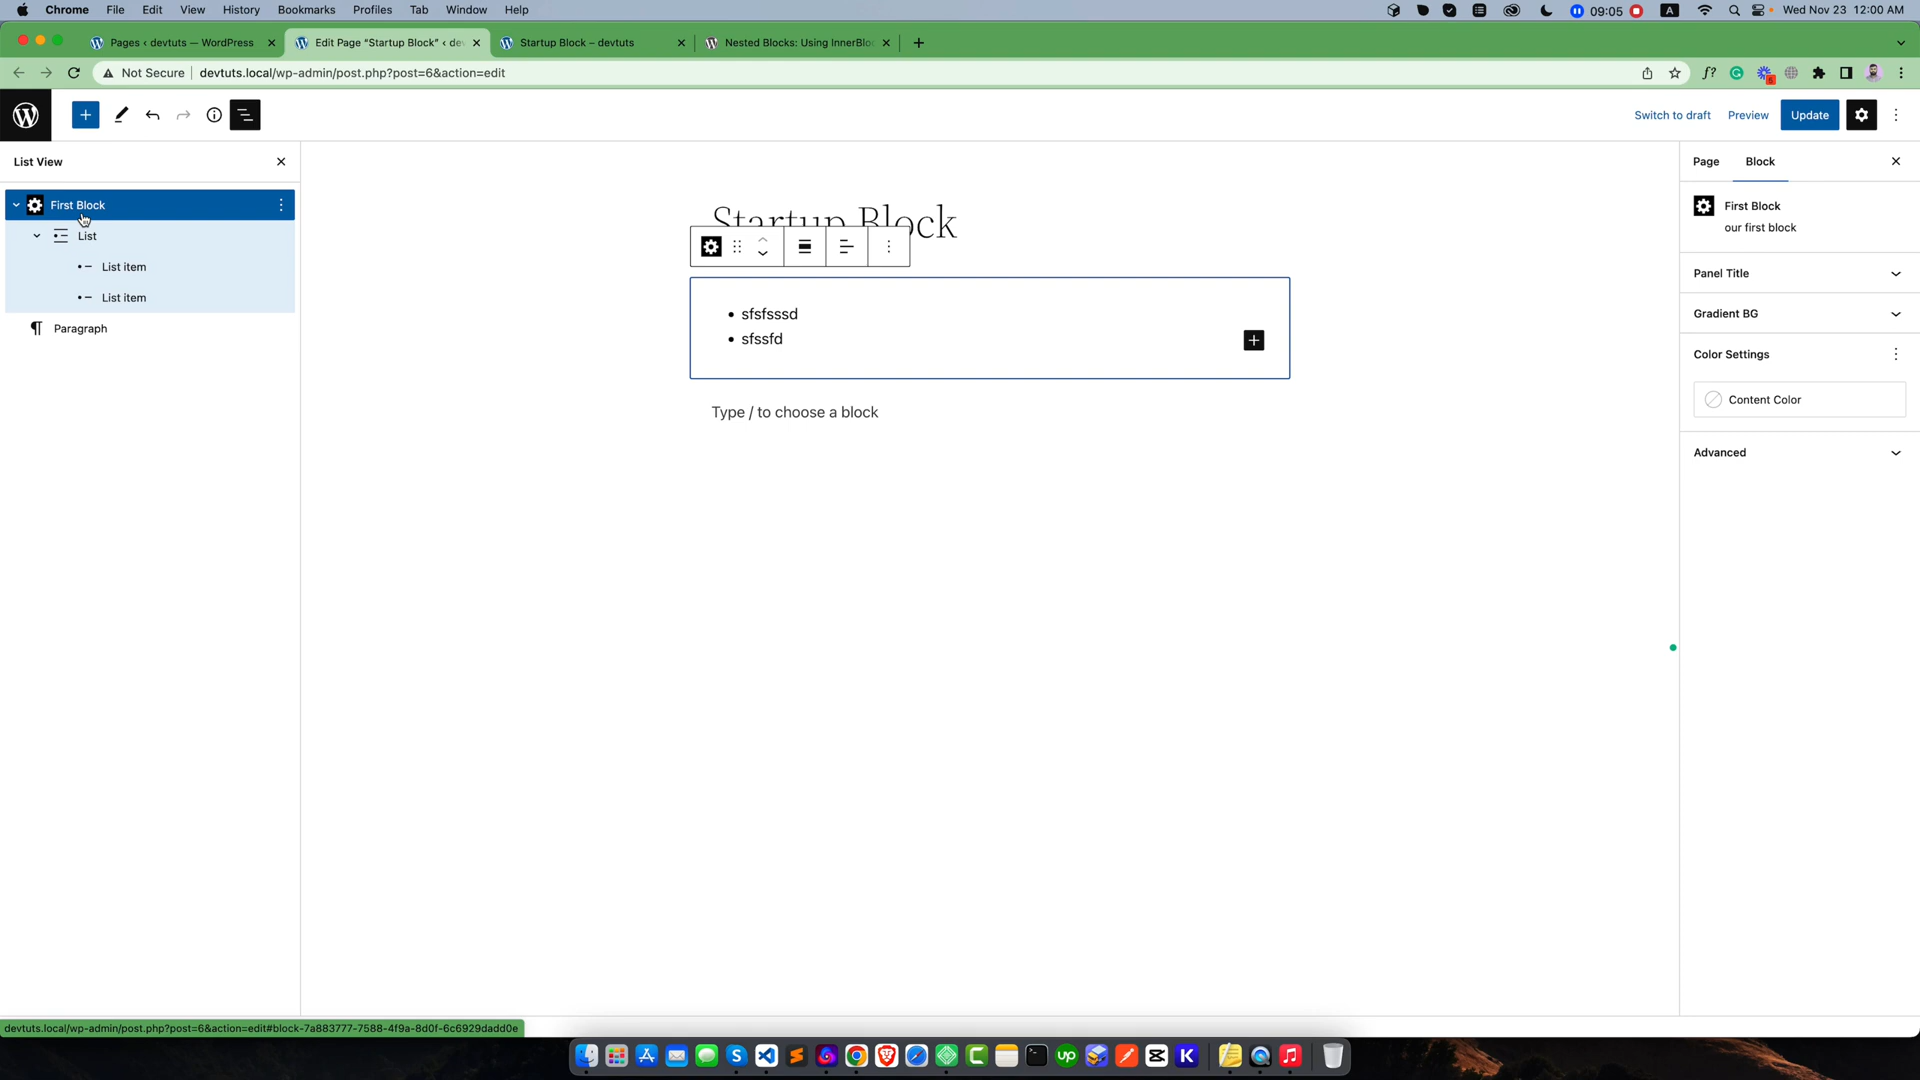 Chrome File Edit View History Bookmarks Profiles Tab Window Help 09:05 A Wed Nov 23 12:00 AM
Pages ‹ devtuts — WordPress Edit Page “Startup Block” ‹ dev Startup Block – devtuts Nested Blocks: Using InnerBloc
Not Secure devtuts.local/wp-admin/post.php?post=6&action=edit f?
Switch to draft Preview Update
List View
Page Block
First Block
List
List item
List item
Paragraph
Startup Block
• sfsfsssd
• sfssfd
Type / to choose a block
First Block
our first block
Panel Title
Gradient BG
Color Settings
Content Color
Advanced
devtuts.local/wp-admin/post.php?post=6&action=edit#block-7a883777-7588-4f9a-8d0f-6c6929dadd0e
up K